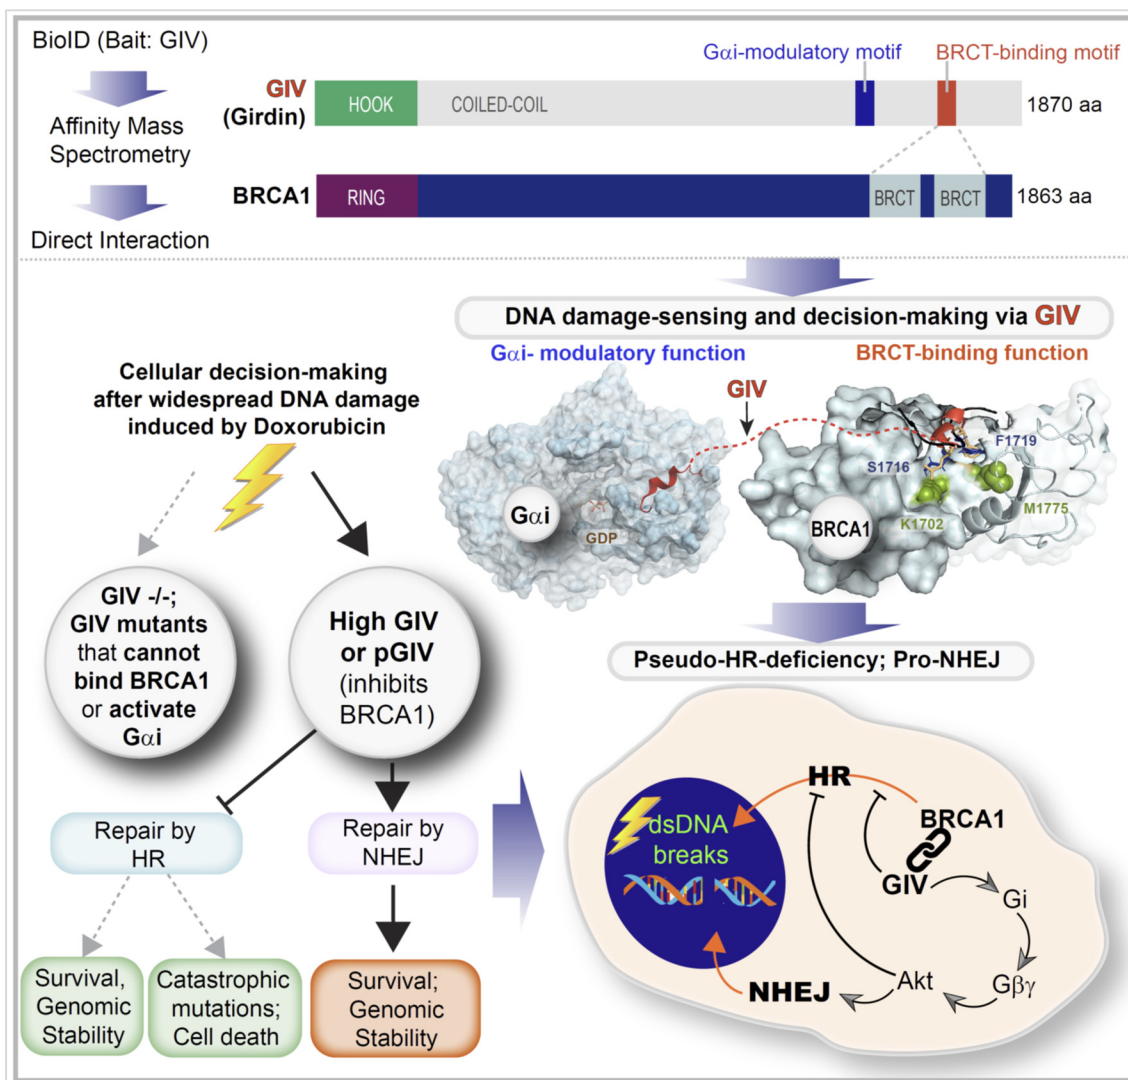 BioID (Bait: GIV)
Affinity Mass
Spectrometry
Direct Interaction
Gαi-modulatory motif
BRCT-binding motif
GIV
(Girdin)
HOOK
COILED-COIL
1870 aa
BRCA1
RING
BRCT
BRCT
1863 aa
DNA damage-sensing and decision-making via GIV
Gαi- modulatory function
BRCT-binding function
GIV
Gαi
GDP
S1716
F1719
K1702
M1775
BRCA1
Cellular decision-making
after widespread DNA damage
induced by Doxorubicin
GIV -/-;
GIV mutants
that cannot
bind BRCA1
or activate
Gαi
High GIV
or pGIV
(inhibits
BRCA1)
Repair by
HR
Repair by
NHEJ
Survival,
Genomic
Stability
Catastrophic
mutations;
Cell death
Survival;
Genomic
Stability
Pseudo-HR-deficiency; Pro-NHEJ
HR
dsDNA
breaks
BRCA1
GIV
Gi
Gβγ
Akt
NHEJ